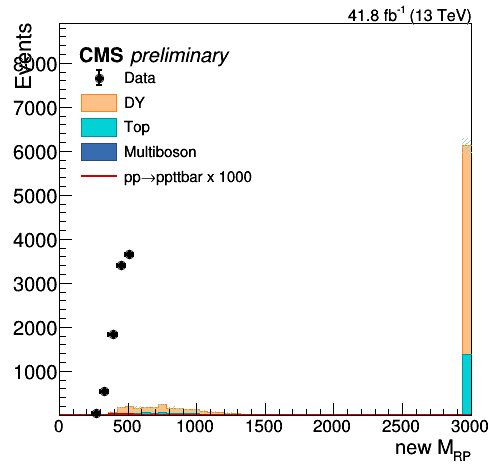 41.8 fb⁻¹ (13 TeV)
Events
CMS preliminary
Data
DY
Top
Multiboson
pp→ppttbar x 1000
8000
7000
6000
5000
4000
3000
2000
1000
0 500 1000 1500 2000 2500 3000
new M_RP